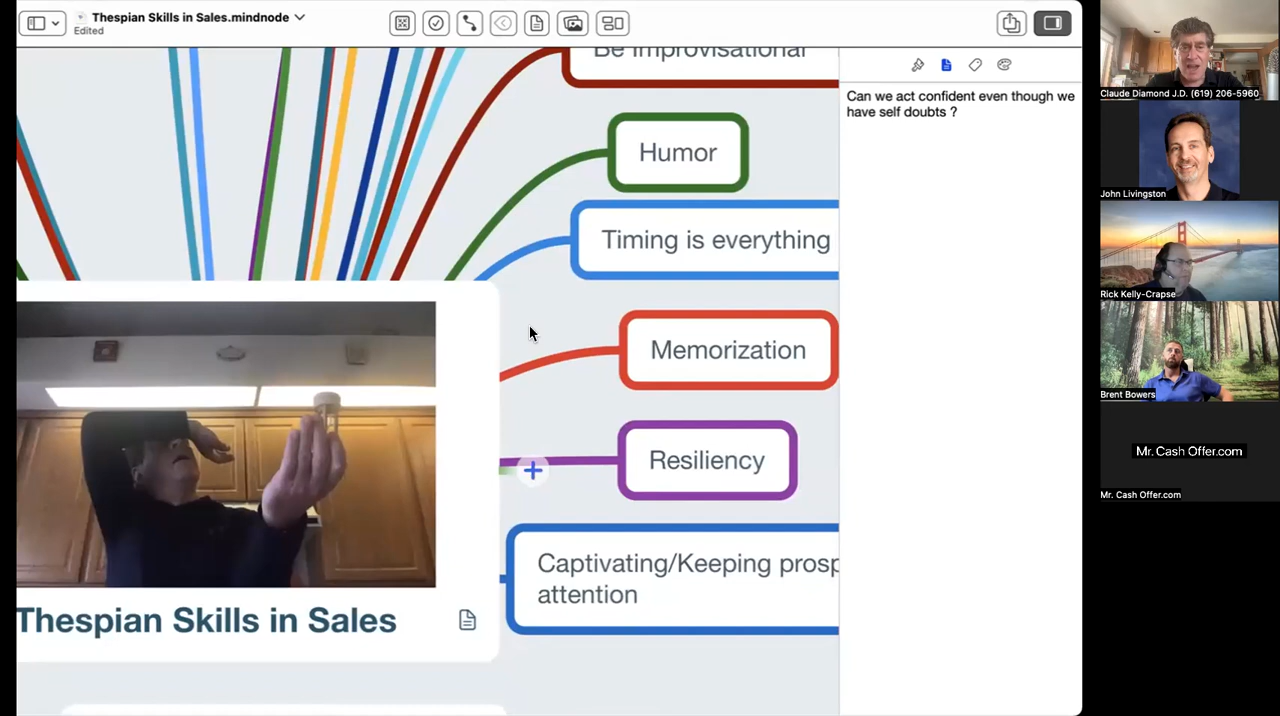 Thespian Skills in Sales.mindnode
Edited
Be Improvisational
Humor
Timing is everything
Memorization
Resiliency
Captivating/Keeping prosp
attention
Thespian Skills in Sales
Can we act confident even though we
have self doubts ?
Claude Diamond J.D. (619) 206-5960
John Livingston
Rick Kelly-Crapse
Brent Bowers
Mr. Cash Offer.com
Mr. Cash Offer.com